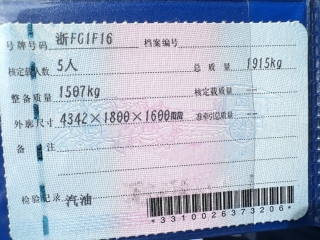 号牌号码 浙FG1F16 档案编号
核定载人数 5人 总质量 1915kg
整备质量 1507kg 核定载质量 --
外廓尺寸 4342×1800×1600mm 准牵引总质量 --
备注
检验记录 汽油
*3310026373206*